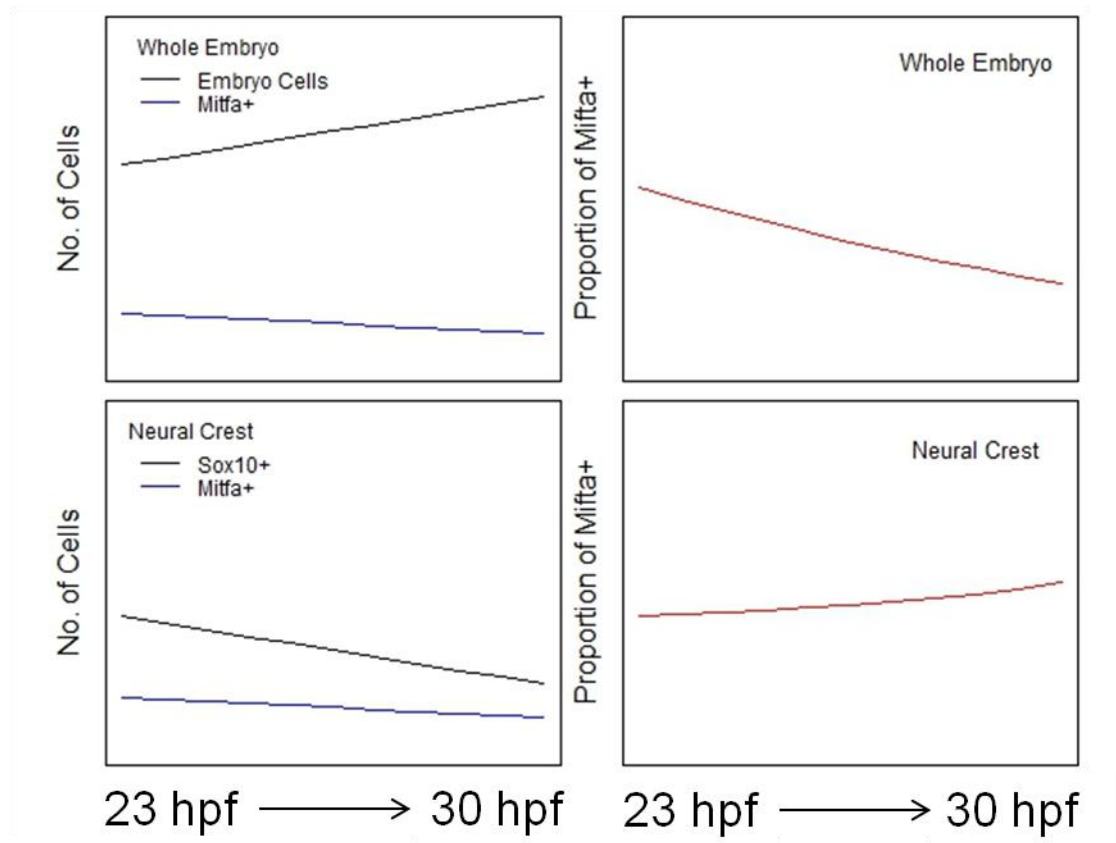 No. of Cells
Whole Embryo
Embryo Cells
Mitfa+
Proportion of Mifta+
Whole Embryo
No. of Cells
Neural Crest
Sox10+
Mitfa+
Proportion of Mifta+
Neural Crest
23 hpf → 30 hpf
23 hpf → 30 hpf